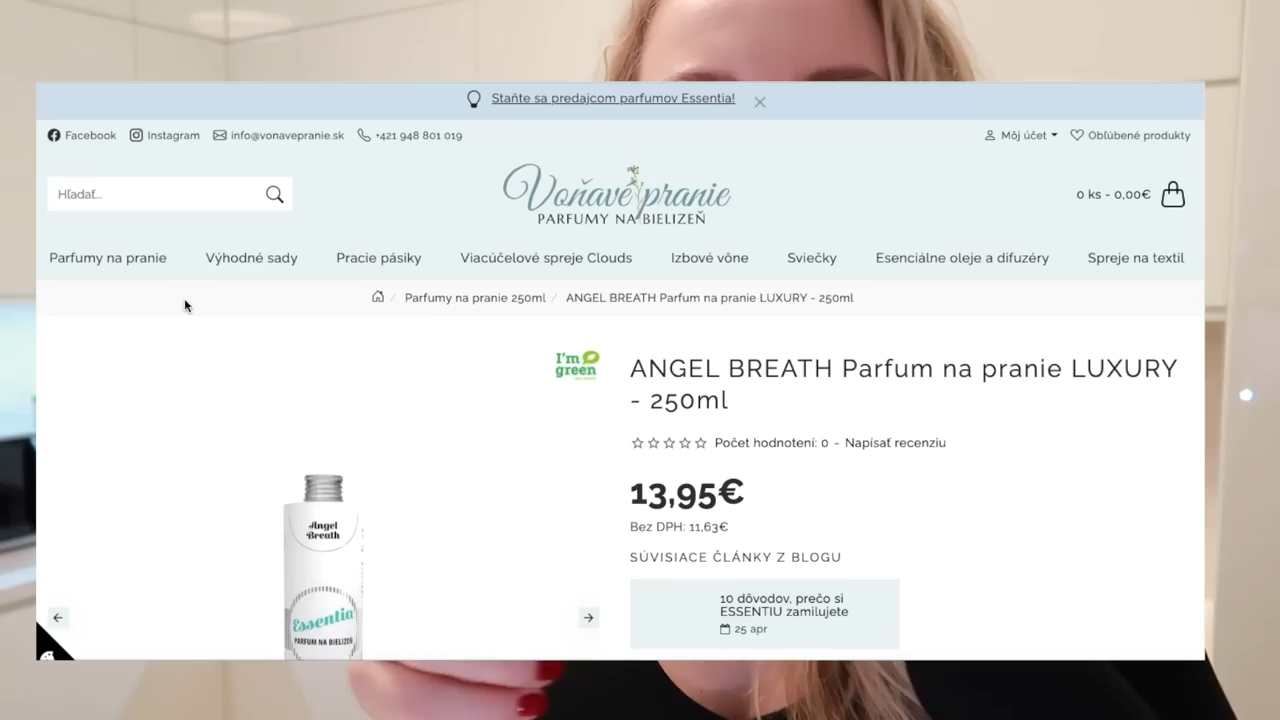 Staňte sa predajcom parfumov Essentia!
Facebook Instagram info@vonavepranie.sk +421 948 801 019 Môj účet Obľúbené produkty
Hľadať...
Voňavé pranie
PARFUMY NA BIELIZEŇ
0 ks - 0,00€
Parfumy na pranie Výhodné sady Pracie pásiky Viacúčelové spreje Clouds Izbové vône Sviečky Esenciálne oleje a difuzéry Spreje na textil
/ Parfumy na pranie 250ml / ANGEL BREATH Parfum na pranie LUXURY - 250ml
I'm
green
ANGEL BREATH Parfum na pranie LUXURY
- 250ml
Počet hodnotení: 0 - Napísať recenziu
13,95€
Bez DPH: 11,63€
SÚVISIACE ČLÁNKY Z BLOGU
10 dôvodov, prečo si
ESSENTIU zamilujete
25 apr
Angel
Breath
Essentia
PARFUM NA BIELIZEŇ